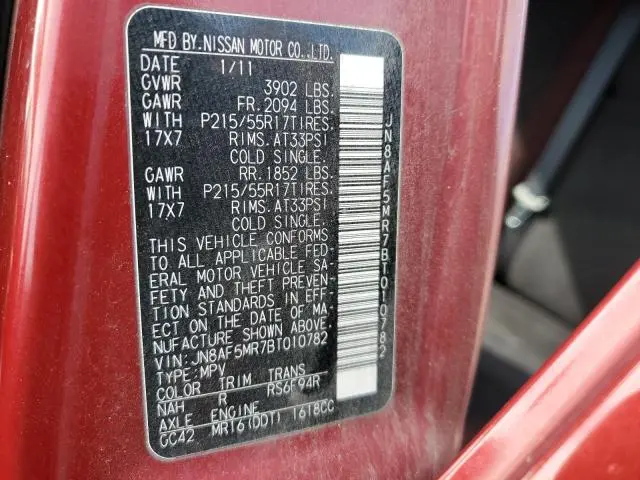 MFD BY.NISSAN MOTOR CO.,LTD.
DATE 1/11
GVWR 3902 LBS.
GAWR FR.2094 LBS.
WITH P215/55R17TIRES.
17X7 RIMS.AT33PSI
COLD SINGLE.
GAWR RR.1852 LBS.
WITH P215/55R17TIRES.
17X7 RIMS.AT33PSI
COLD SINGLE.
THIS VEHICLE CONFORMS
TO ALL APPLICABLE FED-
ERAL MOTOR VEHICLE SA-
FETY AND THEFT PREVEN-
TION STANDARDS IN EFF-
ECT ON THE DATE OF MA-
NUFACTURE SHOWN ABOVE.
VIN:JN8AF5MR7BT010782
TYPE:MPV
COLOR TRIM TRANS
NAH R RS6F94R
AXLE ENGINE
GC42 MR16(DDT) 1618CC
JN8AF5MR7BT010782